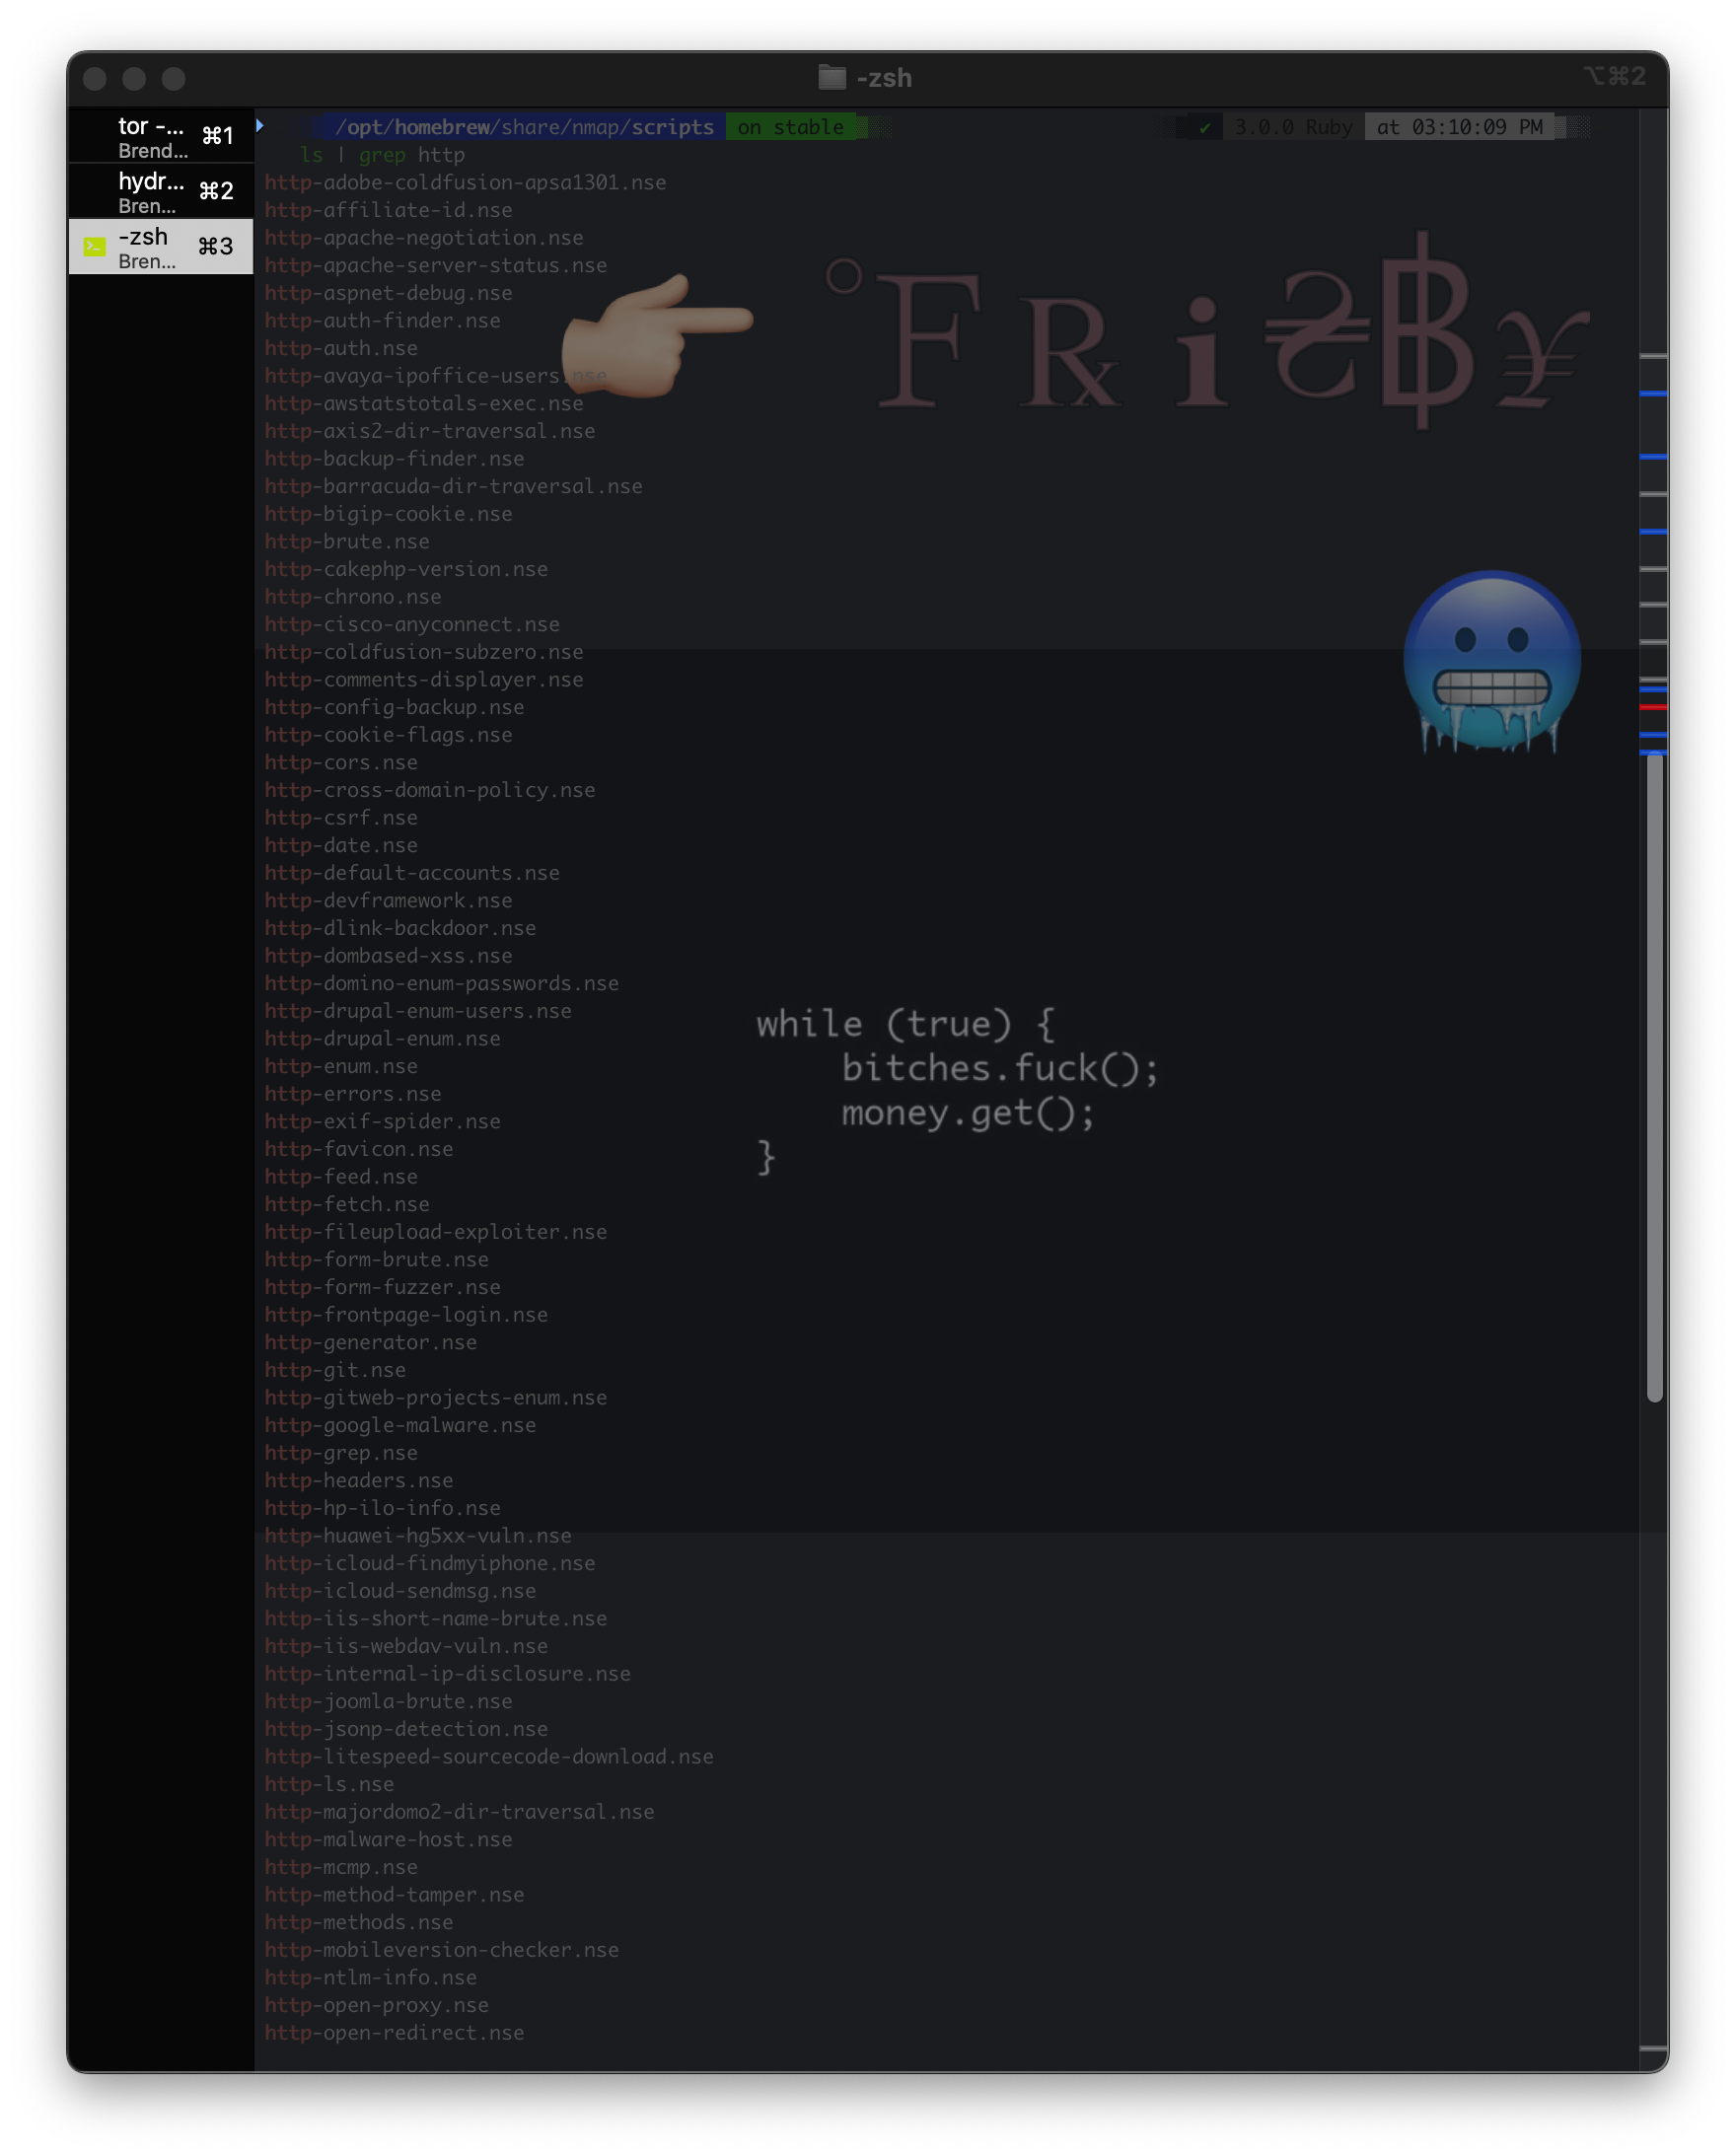 -zsh
⌥⌘2
tor -... ⌘1
Brend...
hydr... ⌘2
Bren...
-zsh ⌘3
Bren...
/opt/homebrew/share/nmap/scripts on stable ✔ 3.0.0 Ruby at 03:10:09 PM
ls | grep http
http-adobe-coldfusion-apsa1301.nse
http-affiliate-id.nse
http-apache-negotiation.nse
http-apache-server-status.nse
http-aspnet-debug.nse
http-auth-finder.nse
http-auth.nse
http-avaya-ipoffice-users.nse
http-awstatstotals-exec.nse
http-axis2-dir-traversal.nse
http-backup-finder.nse
http-barracuda-dir-traversal.nse
http-bigip-cookie.nse
http-brute.nse
http-cakephp-version.nse
http-chrono.nse
http-cisco-anyconnect.nse
http-coldfusion-subzero.nse
http-comments-displayer.nse
http-config-backup.nse
http-cookie-flags.nse
http-cors.nse
http-cross-domain-policy.nse
http-csrf.nse
http-date.nse
http-default-accounts.nse
http-devframework.nse
http-dlink-backdoor.nse
http-dombased-xss.nse
http-domino-enum-passwords.nse
http-drupal-enum-users.nse
http-drupal-enum.nse
http-enum.nse
http-errors.nse
http-exif-spider.nse
http-favicon.nse
http-feed.nse
http-fetch.nse
http-fileupload-exploiter.nse
http-form-brute.nse
http-form-fuzzer.nse
http-frontpage-login.nse
http-generator.nse
http-git.nse
http-gitweb-projects-enum.nse
http-google-malware.nse
http-grep.nse
http-headers.nse
http-hp-ilo-info.nse
http-huawei-hg5xx-vuln.nse
http-icloud-findmyiphone.nse
http-icloud-sendmsg.nse
http-iis-short-name-brute.nse
http-iis-webdav-vuln.nse
http-internal-ip-disclosure.nse
http-joomla-brute.nse
http-jsonp-detection.nse
http-litespeed-sourcecode-download.nse
http-ls.nse
http-majordomo2-dir-traversal.nse
http-malware-host.nse
http-mcmp.nse
http-method-tamper.nse
http-methods.nse
http-mobileversion-checker.nse
http-ntlm-info.nse
http-open-proxy.nse
http-open-redirect.nse
℉℞i₴฿¥
while (true) {
bitches.fuck();
money.get();
}